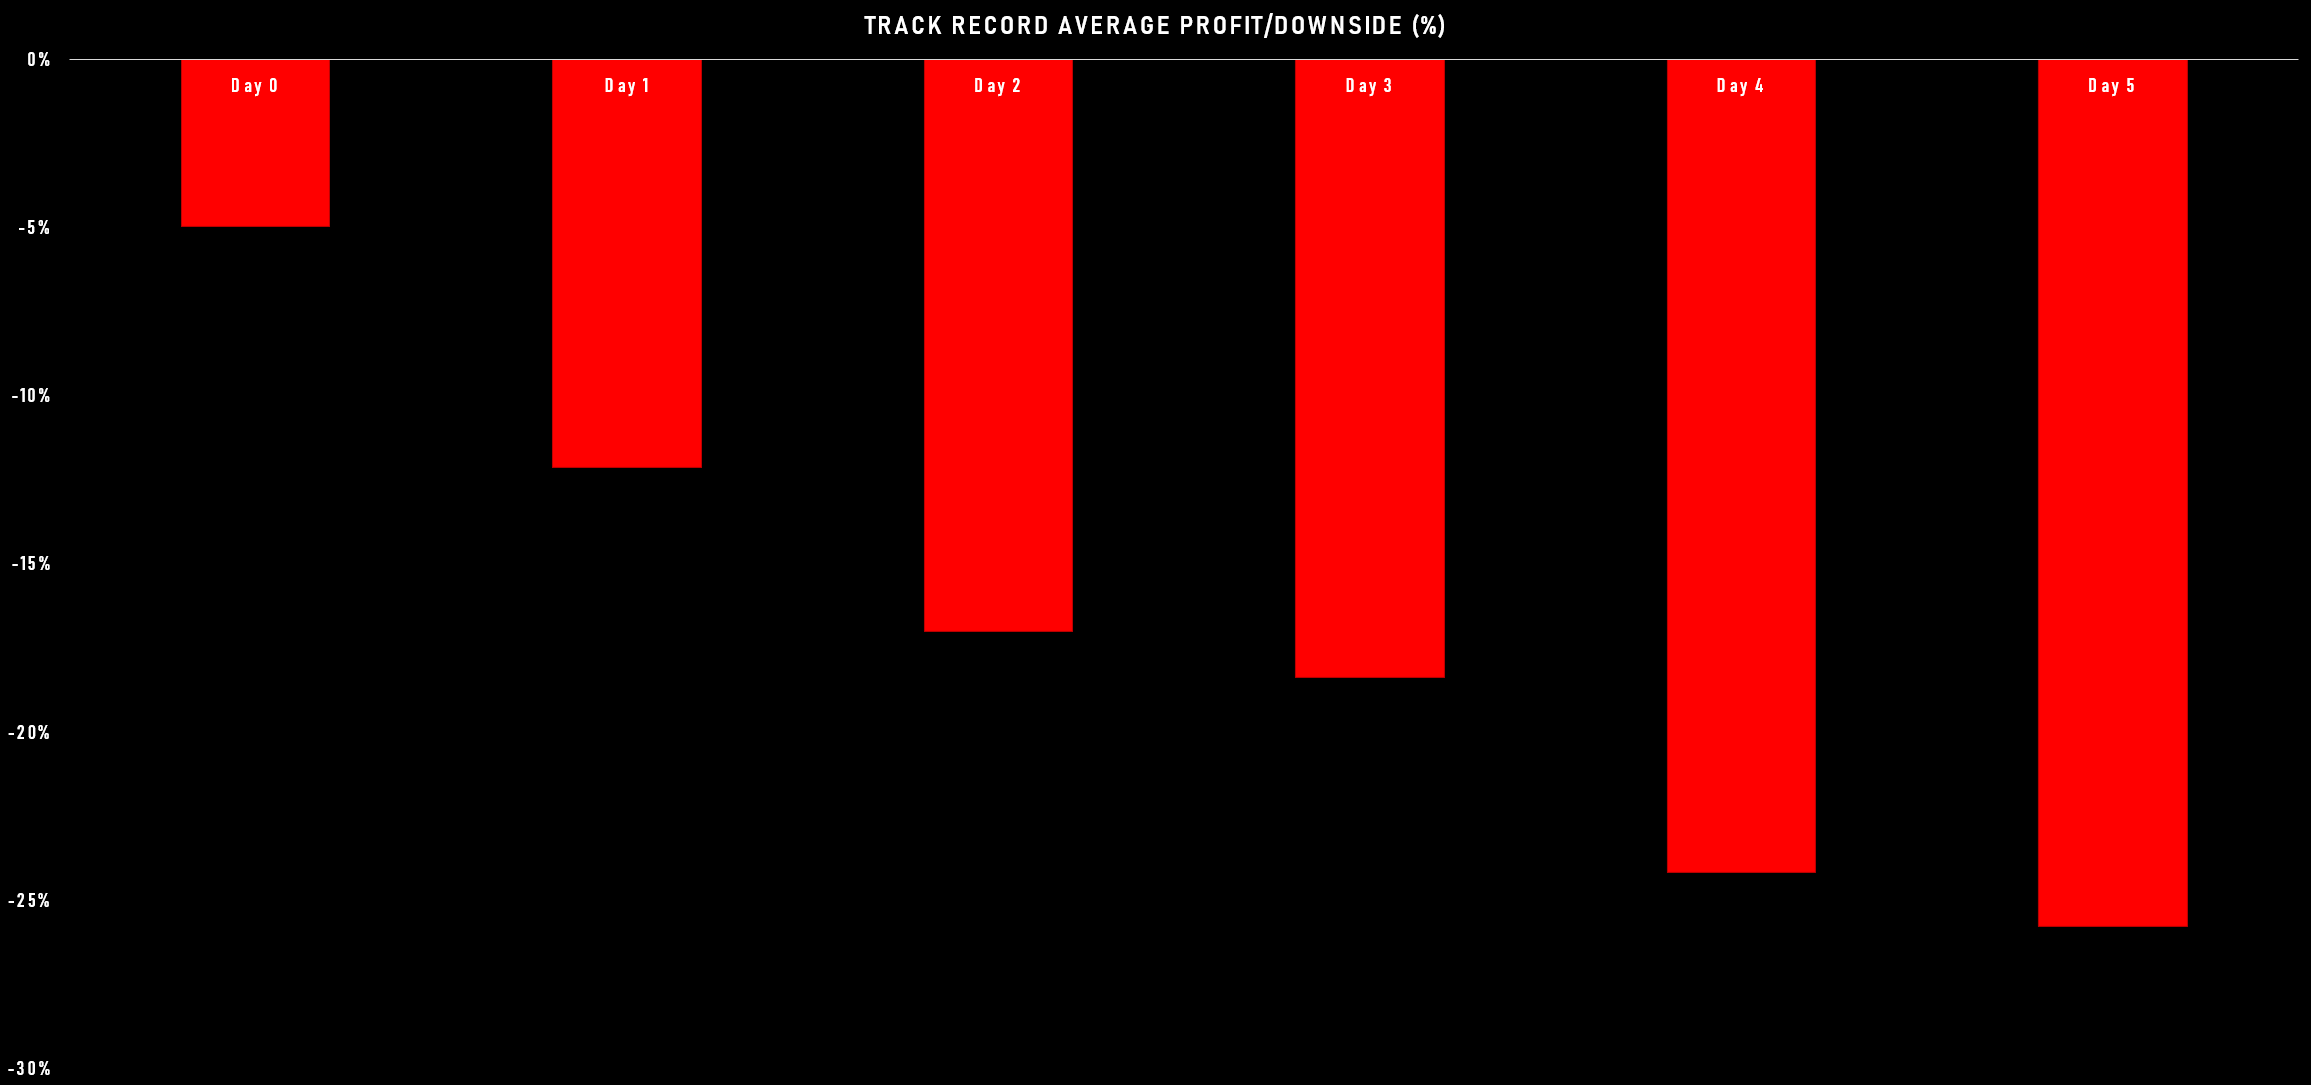 TRACK RECORD AVERAGE PROFIT/DOWNSIDE (%)
0%
Day 0
Day 1
Day 2
Day 3
Day 4
Day 5
-5%
-10%
-15%
-20%
-25%
-30%